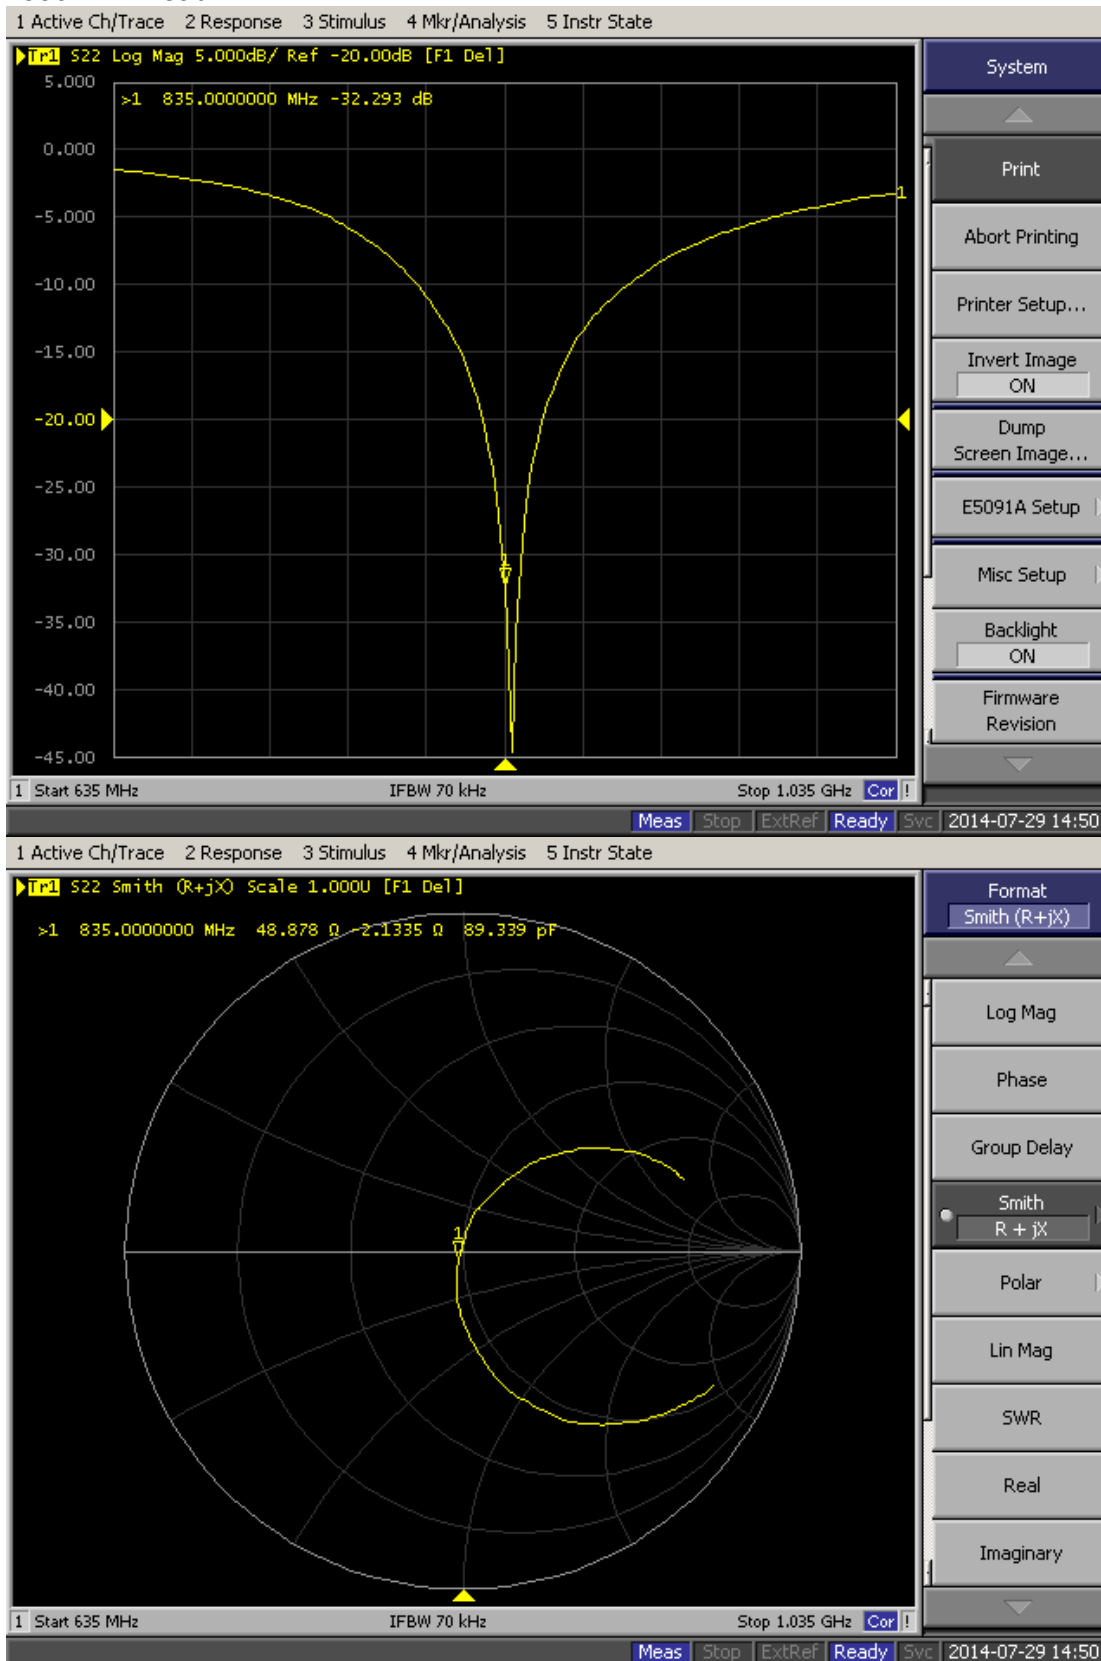 1 Active Ch/Trace 2 Response 3 Stimulus 4 Mkr/Analysis 5 Instr State
Tr1 S22 Log Mag 5.000dB/ Ref -20.00dB [F1 Del]
>1 835.0000000 MHz -32.293 dB
5.000
0.000
-5.000
-10.00
-15.00
-20.00
-25.00
-30.00
-35.00
-40.00
-45.00
1
1
System
Print
Abort Printing
Printer Setup...
Invert Image
ON
Dump
Screen Image...
E5091A Setup
Misc Setup
Backlight
ON
Firmware
Revision
1 Start 635 MHz IFBW 70 kHz Stop 1.035 GHz Cor !
Meas Stop ExtRef Ready Svc 2014-07-29 14:50
1 Active Ch/Trace 2 Response 3 Stimulus 4 Mkr/Analysis 5 Instr State
Tr1 S22 Smith (R+jX) Scale 1.000U [F1 Del]
>1 835.0000000 MHz 48.878 Ω -2.1335 Ω 89.339 pF
1
Format
Smith (R+jX)
Log Mag
Phase
Group Delay
Smith
R + jX
Polar
Lin Mag
SWR
Real
Imaginary
1 Start 635 MHz IFBW 70 kHz Stop 1.035 GHz Cor !
Meas Stop ExtRef Ready Svc 2014-07-29 14:50